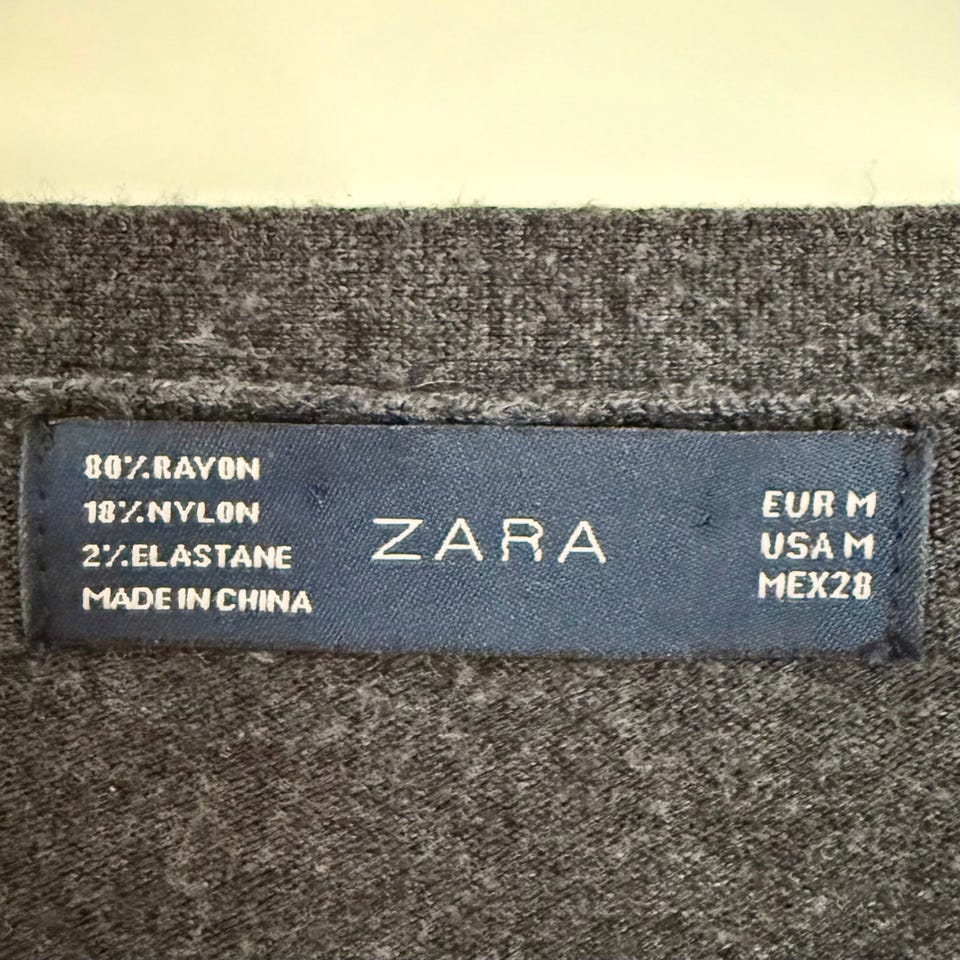 80%RAYON
18%NYLON
2%ELASTANE
MADE IN CHINA
ZARA
EUR M
USA M
MEX28